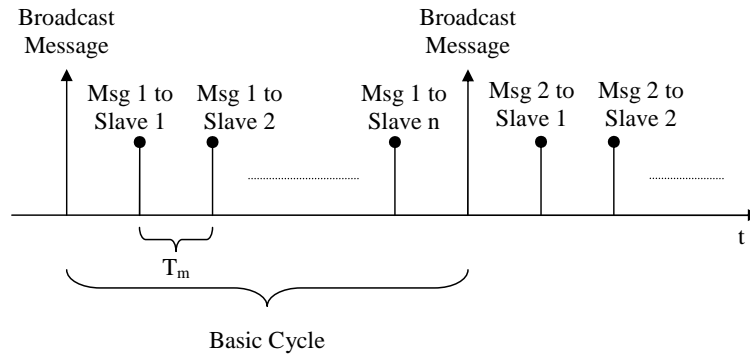 Broadcast
Message
Broadcast
Message
Msg 1 to
Slave 1
Msg 1 to
Slave 2
Msg 1 to
Slave n
Msg 2 to
Slave 1
Msg 2 to
Slave 2
t
Tm
Basic Cycle